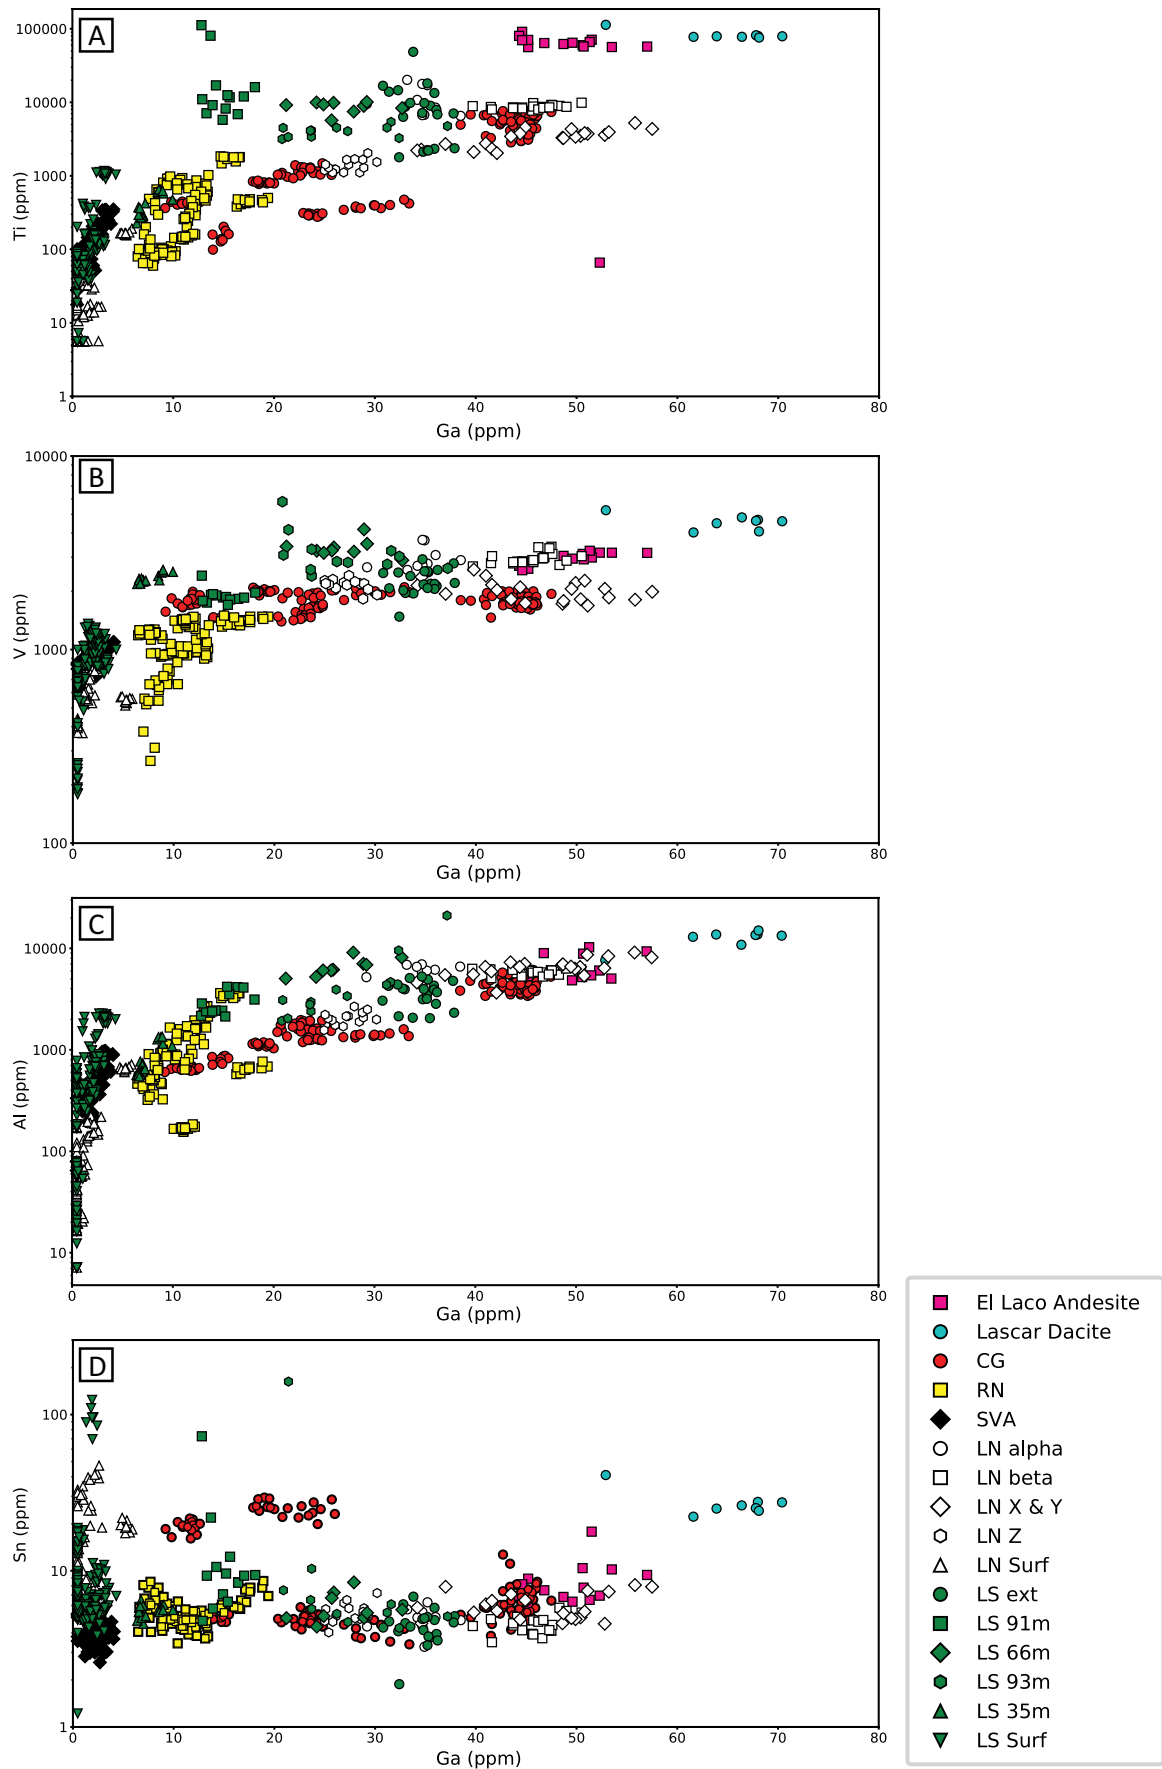 A
100000
10000
1000
100
10
1
Ti (ppm)
0 10 20 30 40 50 60 70 80
Ga (ppm)
B
10000
1000
100
V (ppm)
0 10 20 30 40 50 60 70 80
Ga (ppm)
C
10000
1000
100
10
Al (ppm)
0 10 20 30 40 50 60 70 80
Ga (ppm)
D
100
10
1
Sn (ppm)
0 10 20 30 40 50 60 70 80
Ga (ppm)
El Laco Andesite
Lascar Dacite
CG
RN
SVA
LN alpha
LN beta
LN X & Y
LN Z
LN Surf
LS ext
LS 91m
LS 66m
LS 93m
LS 35m
LS Surf